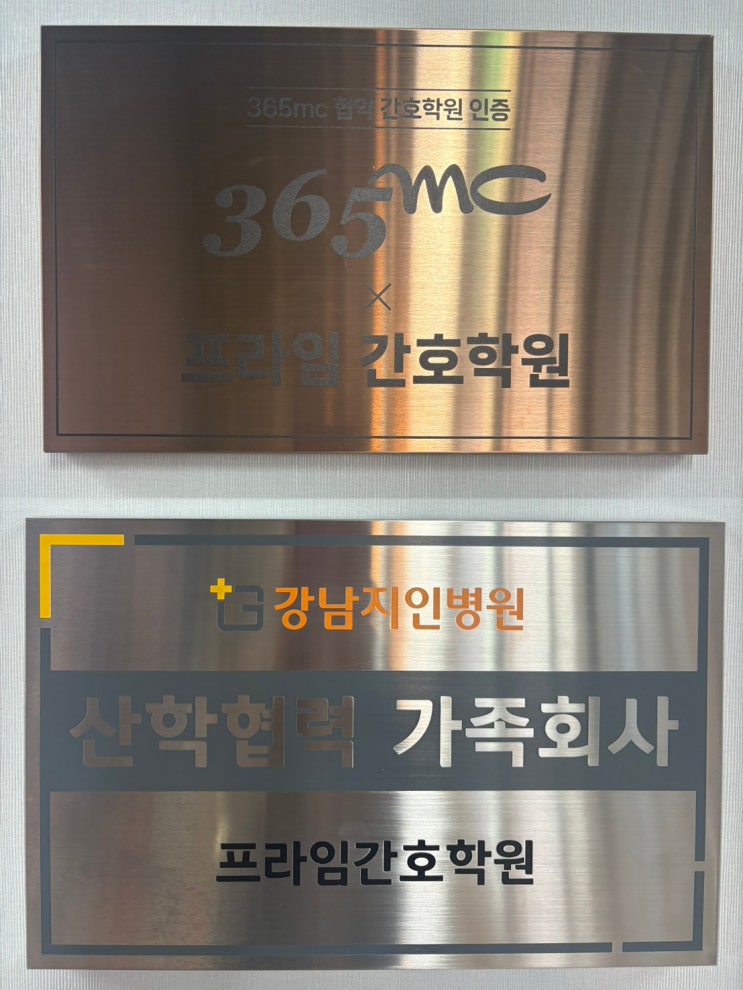 365mc 협약 간호학원 인증
365mc
×
프라임 간호학원
강남지인병원
산학협력 가족회사
프라임간호학원